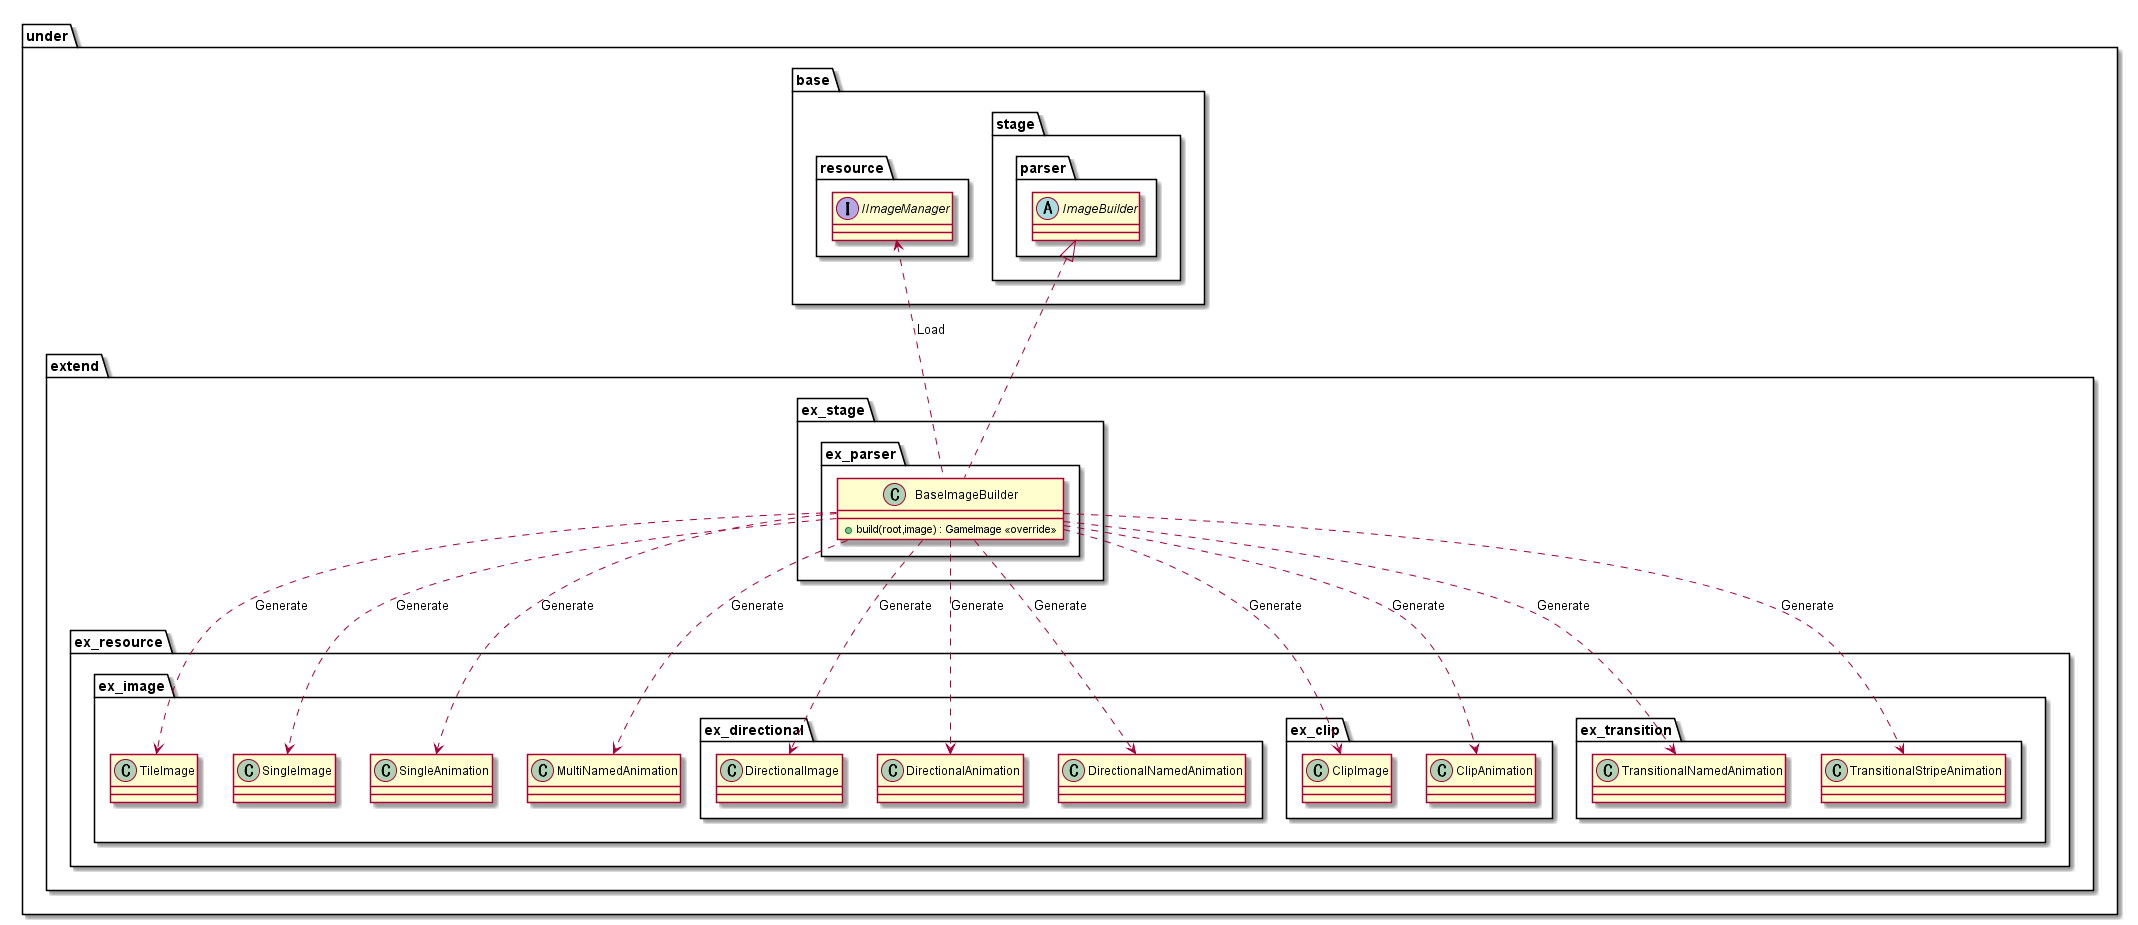 under
base
stage
resource
parser
I IImageManager
A ImageBuilder
Load
extend
ex_stage
ex_parser
C BaseImageBuilder
build(root,image) : GameImage «override»
Generate Generate Generate Generate Generate Generate Generate Generate Generate Generate Generate
ex_resource
ex_image
ex_directional
ex_clip
ex_transition
C TileImage
C SingleImage
C SingleAnimation
C MultiNamedAnimation
C DirectionalImage
C DirectionalAnimation
C DirectionalNamedAnimation
C ClipImage
C ClipAnimation
C TransitionalNamedAnimation
C TransitionalStripeAnimation